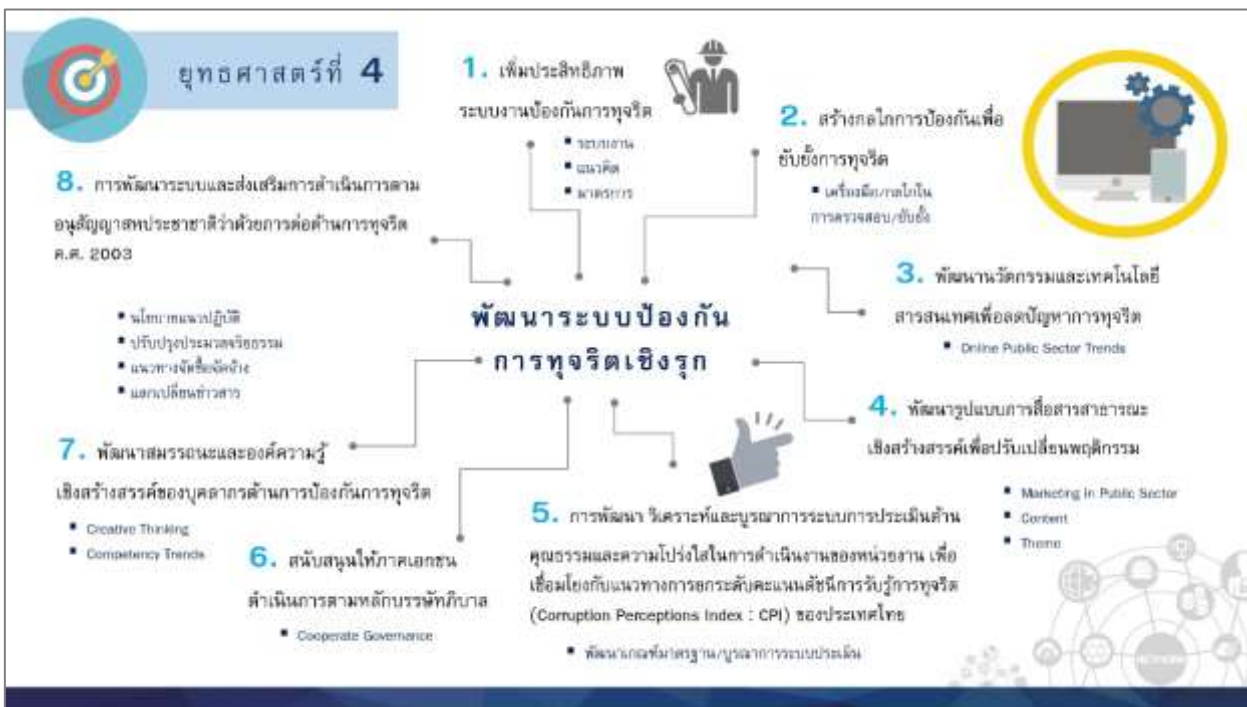 ยุทธศาสตร์ที่ 4
1. เพิ่มประสิทธิภาพ
ระบบงานป้องกันการทุจริต
▪ ระบบงาน
▪ แนวคิด
▪ มาตรการ
2. สร้างกลไกการป้องกันเพื่อ
ยับยั้งการทุจริต
▪ เครื่องมือ/กลไกใน
การตรวจสอบ/ยับยั้ง
3. พัฒนานวัตกรรมและเทคโนโลยี
สารสนเทศเพื่อลดปัญหาการทุจริต
▪ Online Public Sector Trends
พัฒนาระบบป้องกัน
การทุจริตเชิงรุก
4. พัฒนารูปแบบการสื่อสารสาธารณะ
เชิงสร้างสรรค์เพื่อปรับเปลี่ยนพฤติกรรม
▪ Marketing in Public Sector
▪ Content
▪ Theme
5. การพัฒนา วิเคราะห์และบูรณาการระบบการประเมินด้าน
คุณธรรมและความโปร่งใสในการดำเนินงานของหน่วยงาน เพื่อ
เชื่อมโยงกับแนวทางการยกระดับคะแนนดัชนีการรับรู้การทุจริต
(Corruption Perceptions Index : CPI) ของประเทศไทย
▪ พัฒนาเกณฑ์มาตรฐาน/บูรณาการระบบประเมิน
6. สนับสนุนให้ภาคเอกชน
ดำเนินการตามหลักบรรษัทภิบาล
▪ Cooperate Governance
7. พัฒนาสมรรถนะและองค์ความรู้
เชิงสร้างสรรค์ของบุคลากรด้านการป้องกันการทุจริต
▪ Creative Thinking
▪ Competency Trends
8. การพัฒนาระบบและส่งเสริมการดำเนินการตาม
อนุสัญญาสหประชาชาติว่าด้วยการต่อต้านการทุจริต
ค.ศ. 2003
▪ นโยบายแนวปฏิบัติ
▪ ปรับปรุงประมวลจริยธรรม
▪ แนวทางจัดซื้อจัดจ้าง
▪ แลกเปลี่ยนข่าวสาร
NETWORK